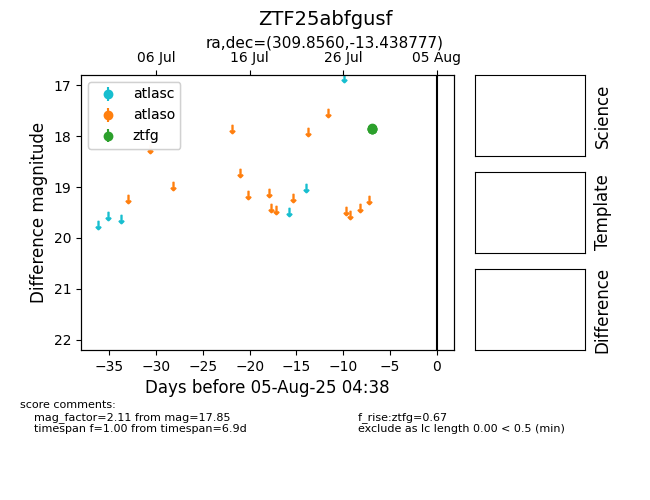 ZTF25abfgusf
ra,dec=(309.8560,-13.438777)
06 Jul 16 Jul 26 Jul 05 Aug
atlasc
atlaso
ztfg
17
18
19
20
21
22
Difference magnitude
−35 −30 −25 −20 −15 −10 −5 0
Days before 05-Aug-25 04:38
Science
Template
Difference
score comments:
mag_factor=2.11 from mag=17.85
timespan f=1.00 from timespan=6.9d
f_rise:ztfg=0.67
exclude as lc length 0.00 < 0.5 (min)